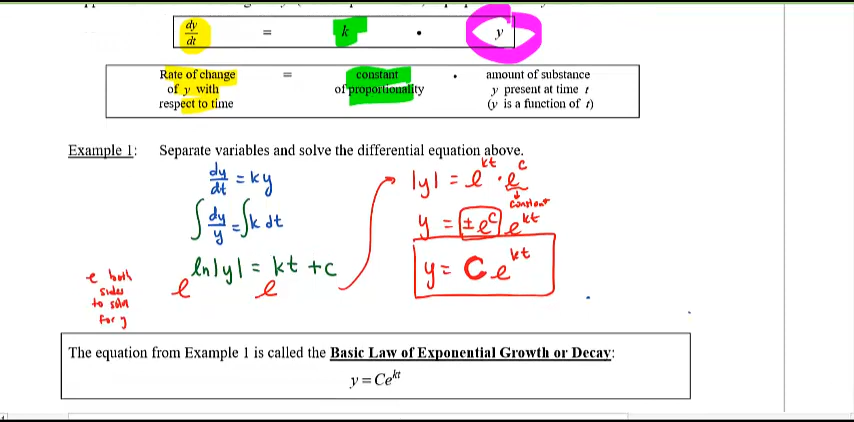 dy/dt = k · y
Rate of change = constant · amount of substance
of y with of proportionality y present at time t
respect to time (y is a function of t)
Example 1: Separate variables and solve the differential equation above.
dy/dt = ky
∫ dy/y = ∫ k dt
ln|y| = kt + c
e e
e both
sides
to solve
for y
|y| = e^kt · e^c
constant
y = ±e^c e^kt
y = C e^kt
The equation from Example 1 is called the Basic Law of Exponential Growth or Decay:
y = Ce^kt